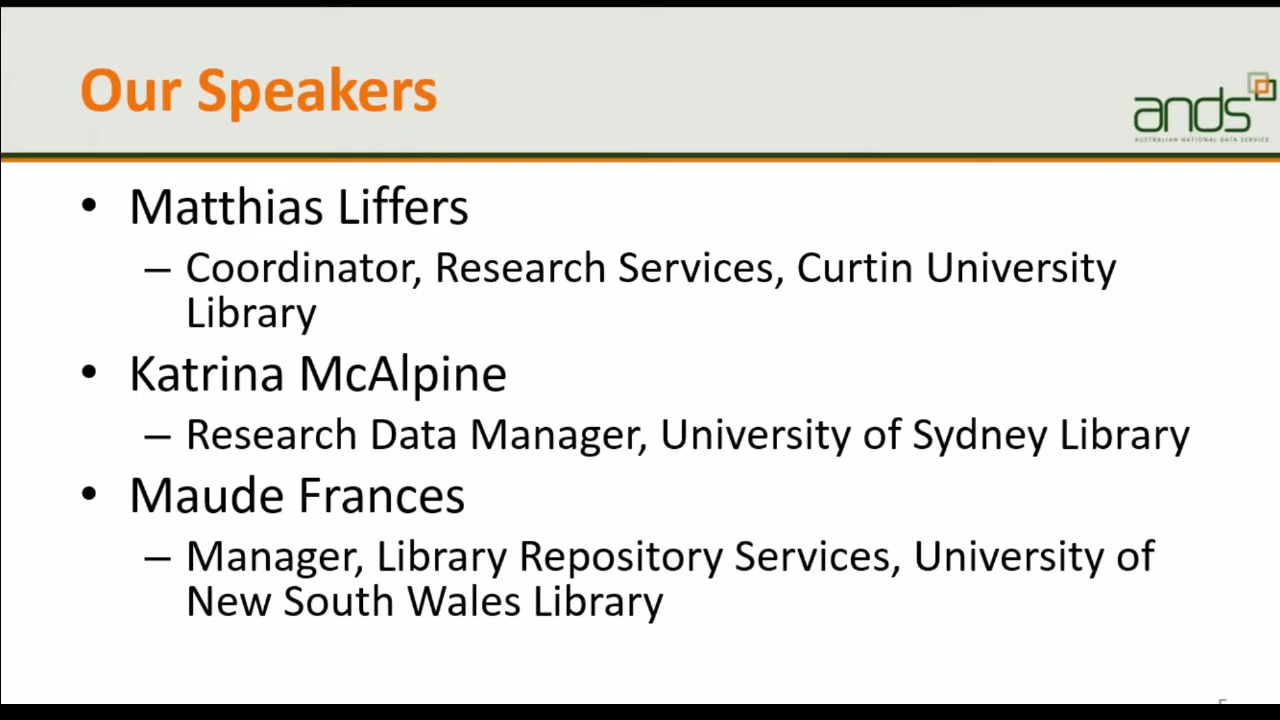 Our Speakers
ands
AUSTRALIAN NATIONAL DATA SERVICE
• Matthias Liffers
– Coordinator, Research Services, Curtin University
Library
• Katrina McAlpine
– Research Data Manager, University of Sydney Library
• Maude Frances
– Manager, Library Repository Services, University of
New South Wales Library